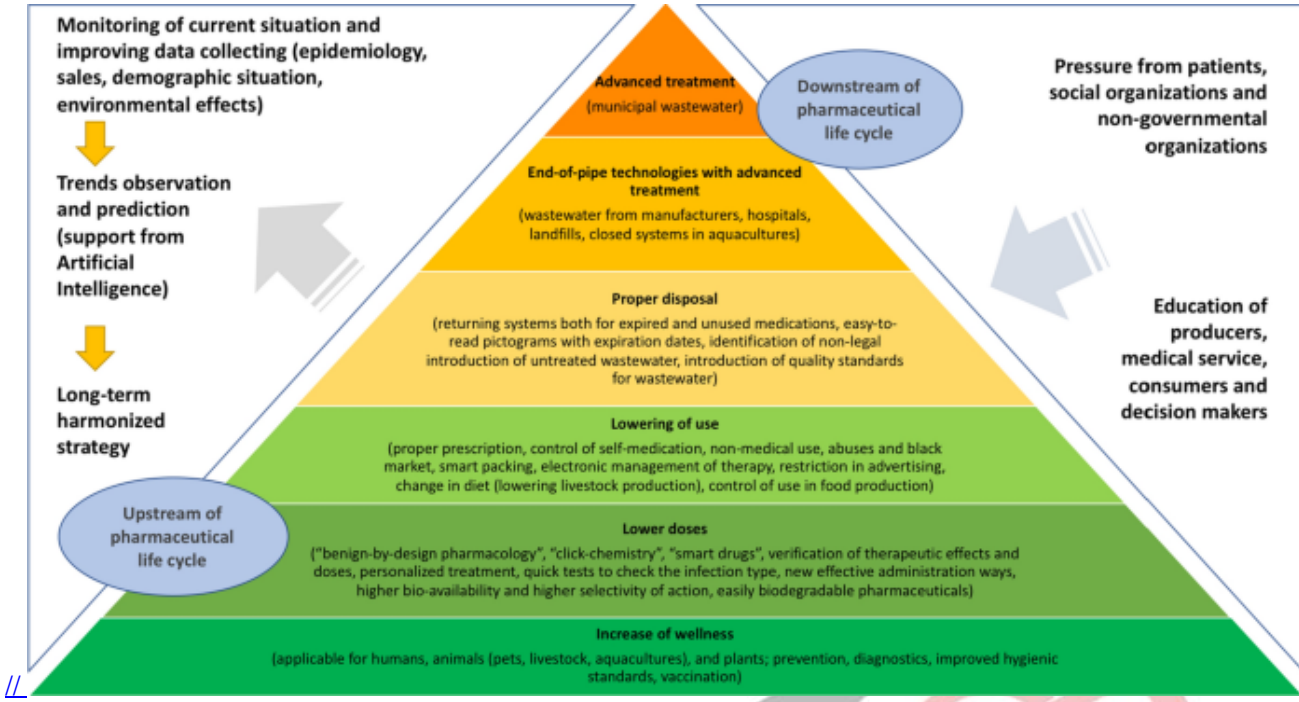 Monitoring of current situation and
improving data collecting (epidemiology,
sales, demographic situation,
environmental effects)
Trends observation
and prediction
(support from
Artificial
Intelligence)
Long-term
harmonized
strategy
Upstream of
pharmaceutical
life cycle
Advanced treatment
(municipal wastewater)
End-of-pipe technologies with advanced
treatment
(wastewater from manufacturers, hospitals,
landfills, closed systems in aquacultures)
Proper disposal
(returning systems both for expired and unused medications, easy-to-
read pictograms with expiration dates, identification of non-legal
introduction of untreated wastewater, introduction of quality standards
for wastewater)
Lowering of use
(proper prescription, control of self-medication, non-medical use, abuses and black
market, smart packing, electronic management of therapy, restriction in advertising,
change in diet (lowering livestock production), control of use in food production)
Lower doses
("benign-by-design pharmacology", "click-chemistry", "smart drugs", verification of therapeutic effects and
doses, personalized treatment, quick tests to check the infection type, new effective administration ways,
higher bio-availability and higher selectivity of action, easily biodegradable pharmaceuticals)
Increase of wellness
(applicable for humans, animals (pets, livestock, aquacultures), and plants; prevention, diagnostics, improved hygienic
standards, vaccination)
Downstream of
pharmaceutical
life cycle
Pressure from patients,
social organizations and
non-governmental
organizations
Education of
producers,
medical service,
consumers and
decision makers
//